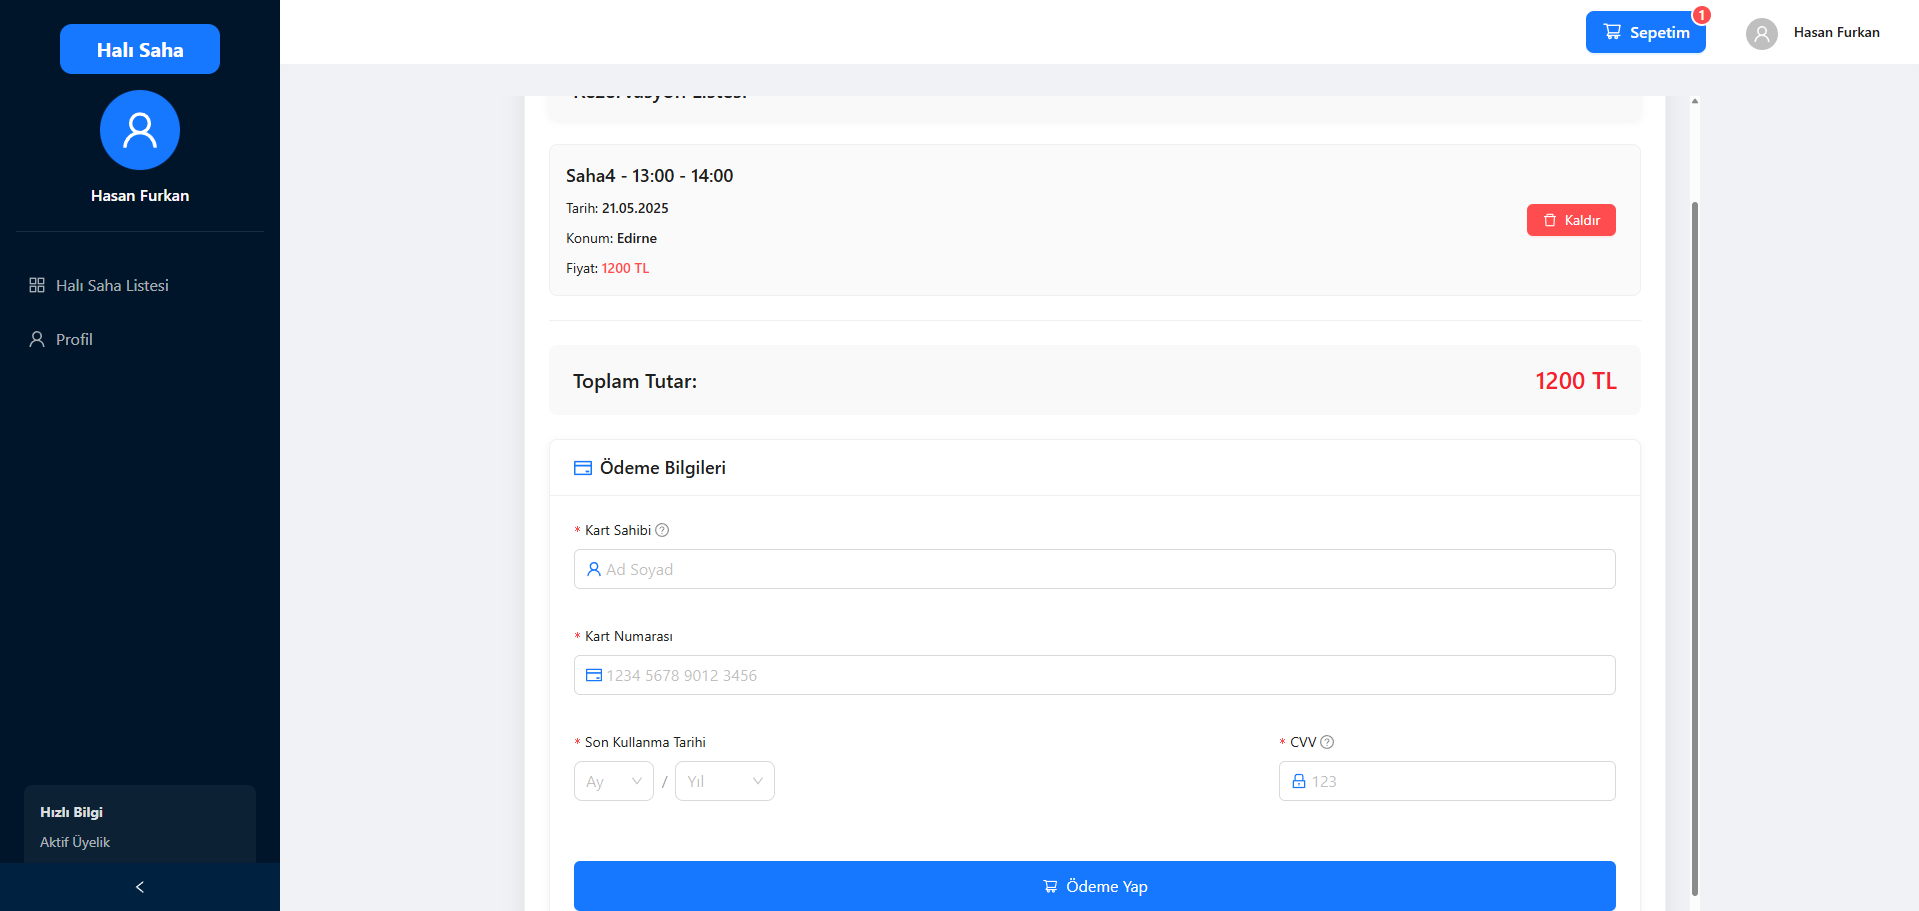 Halı Saha
Hasan Furkan
Halı Saha Listesi
Profil
Hızlı Bilgi
Aktif Üyelik
Sepetim
1
Hasan Furkan
Rezervasyon Listesi
Saha4 - 13:00 - 14:00
Tarih: 21.05.2025
Konum: Edirne
Fiyat: 1200 TL
Kaldır
Toplam Tutar:
1200 TL
Ödeme Bilgileri
* Kart Sahibi
Ad Soyad
* Kart Numarası
1234 5678 9012 3456
* Son Kullanma Tarihi
Ay / Yıl
* CVV
123
Ödeme Yap